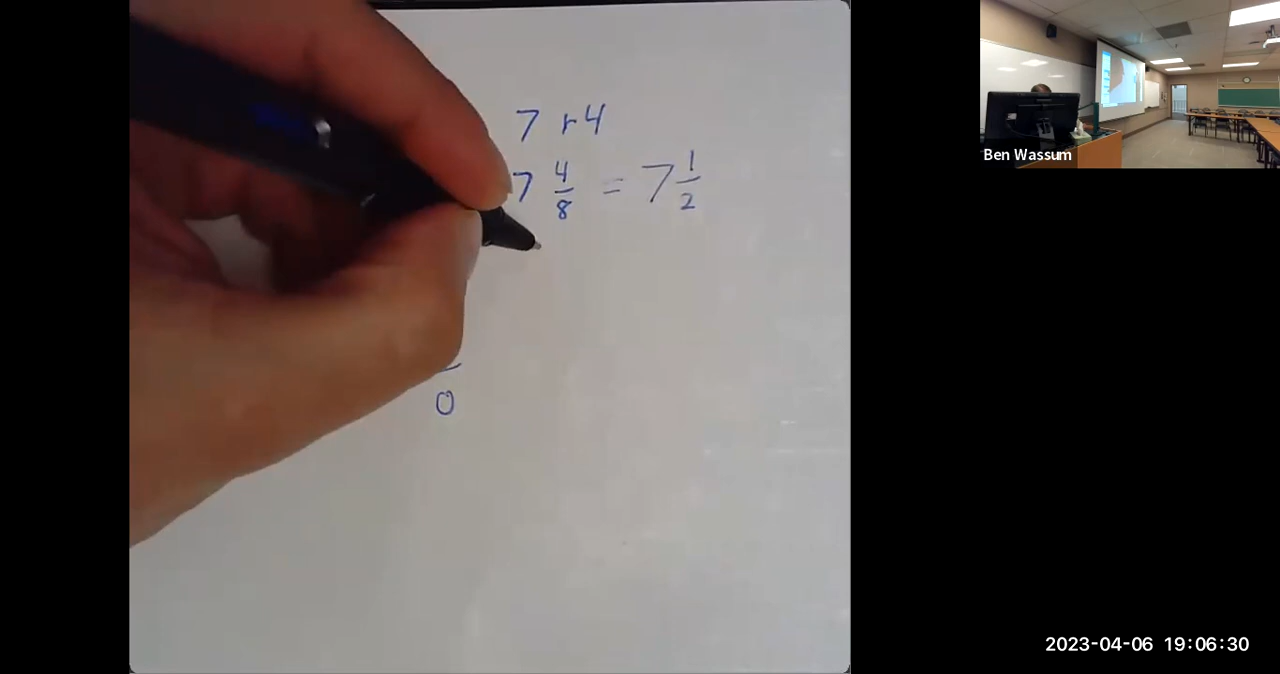 7 r4
7 4/8 = 7 1/2
0
Ben Wassum
2023-04-06 19:06:30